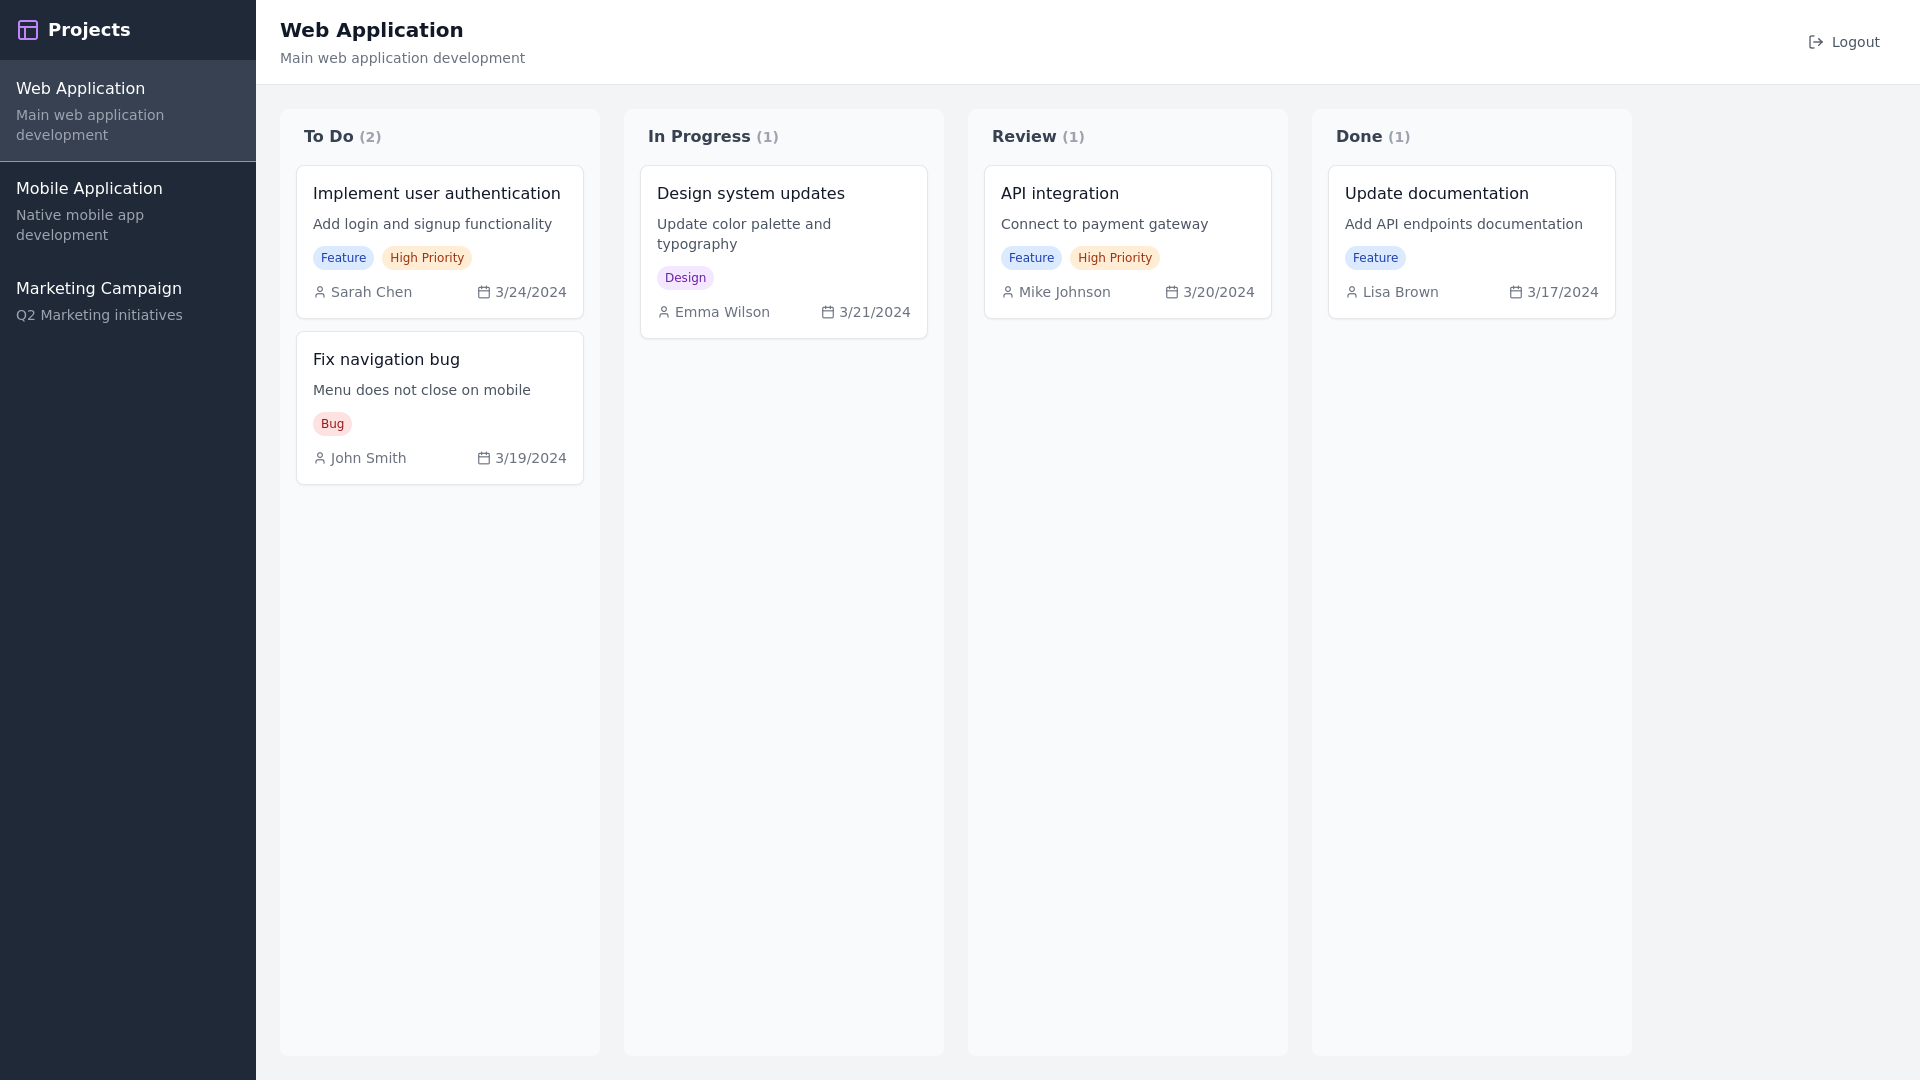 Projects
Web Application
Main web application
development
Mobile Application
Native mobile app
development
Marketing Campaign
Q2 Marketing initiatives
Web Application
Main web application development
Logout
To Do (2)
Implement user authentication
Add login and signup functionality
Feature High Priority
Sarah Chen 3/24/2024
Fix navigation bug
Menu does not close on mobile
Bug
John Smith 3/19/2024
In Progress (1)
Design system updates
Update color palette and
typography
Design
Emma Wilson 3/21/2024
Review (1)
API integration
Connect to payment gateway
Feature High Priority
Mike Johnson 3/20/2024
Done (1)
Update documentation
Add API endpoints documentation
Feature
Lisa Brown 3/17/2024